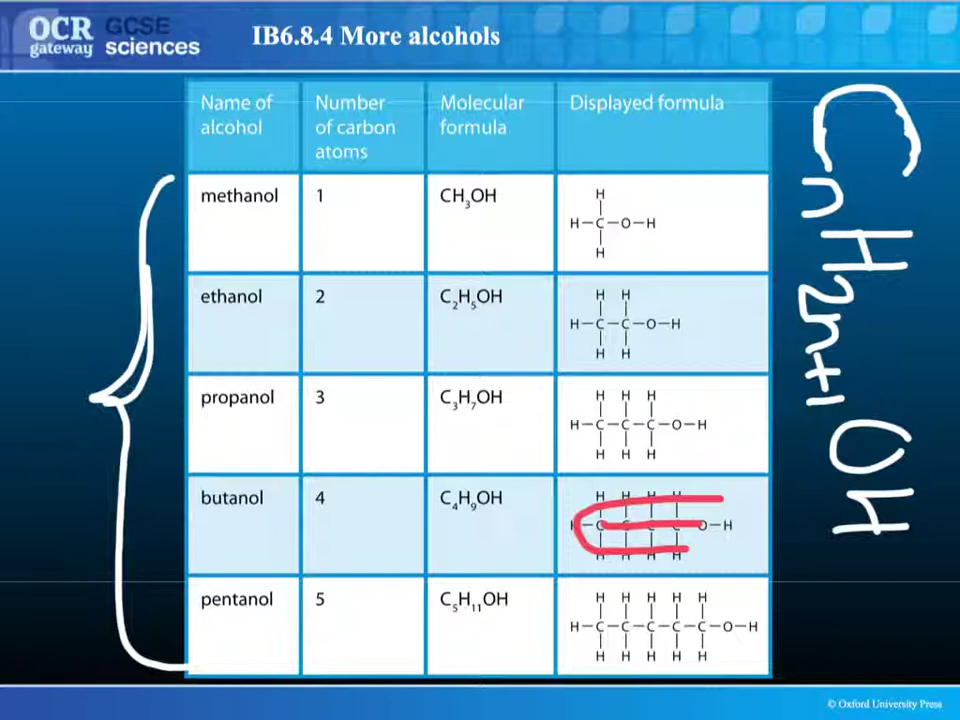 OCR GCSE
gateway sciences
IB6.8.4 More alcohols
Name of alcohol Number of carbon atoms Molecular formula Displayed formula
methanol 1 CH₃OH
H
H–C–O–H
H
ethanol 2 C₂H₅OH
H H
H–C–C–O–H
H H
propanol 3 C₃H₇OH
H H H
H–C–C–C–O–H
H H H
butanol 4 C₄H₉OH
H H H H
H–C–C–C–C–O–H
H H H H
pentanol 5 C₅H₁₁OH
H H H H H
H–C–C–C–C–C–O–H
H H H H H
CnH2n+1OH
© Oxford University Press